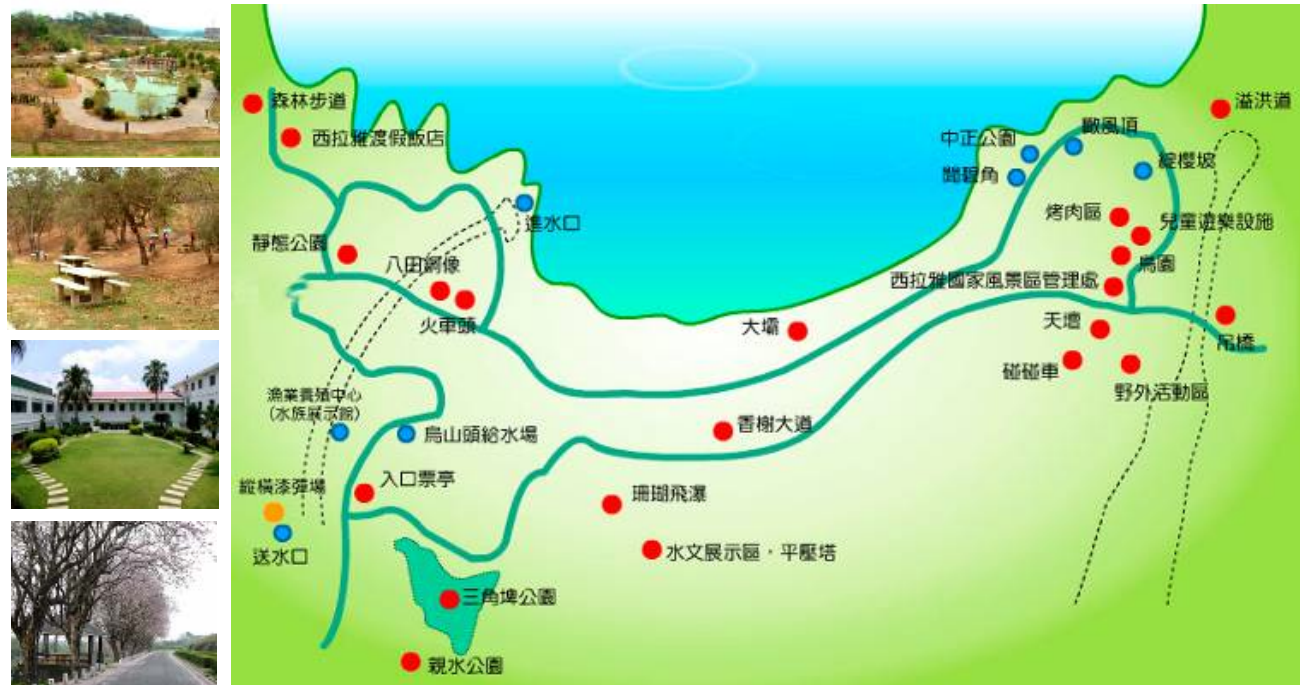 森林步道
溢洪道
西拉雅渡假飯店
中正公園
瞰風頂
綻櫻坡
聽碧角
進水口
烤肉區
兒童遊樂設施
靜態公園
八田銅像
鳥園
西拉雅國家風景區管理處
火車頭
大壩
天壇
吊橋
碰碰車
野外活動區
漁業養殖中心
(水族展示館)
香榭大道
烏山頭給水場
入口票亭
縱橫漆彈場
珊瑚飛瀑
送水口
水文展示區·平壓塔
三角埤公園
親水公園